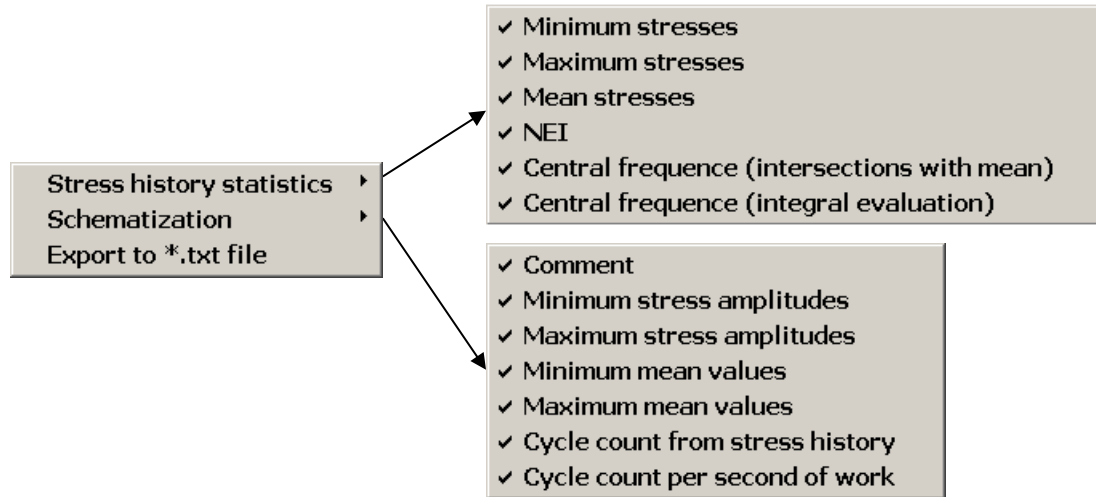 Stress history statistics
Schematization
Export to *.txt file
Minimum stresses
Maximum stresses
Mean stresses
NEI
Central frequence (intersections with mean)
Central frequence (integral evaluation)
Comment
Minimum stress amplitudes
Maximum stress amplitudes
Minimum mean values
Maximum mean values
Cycle count from stress history
Cycle count per second of work